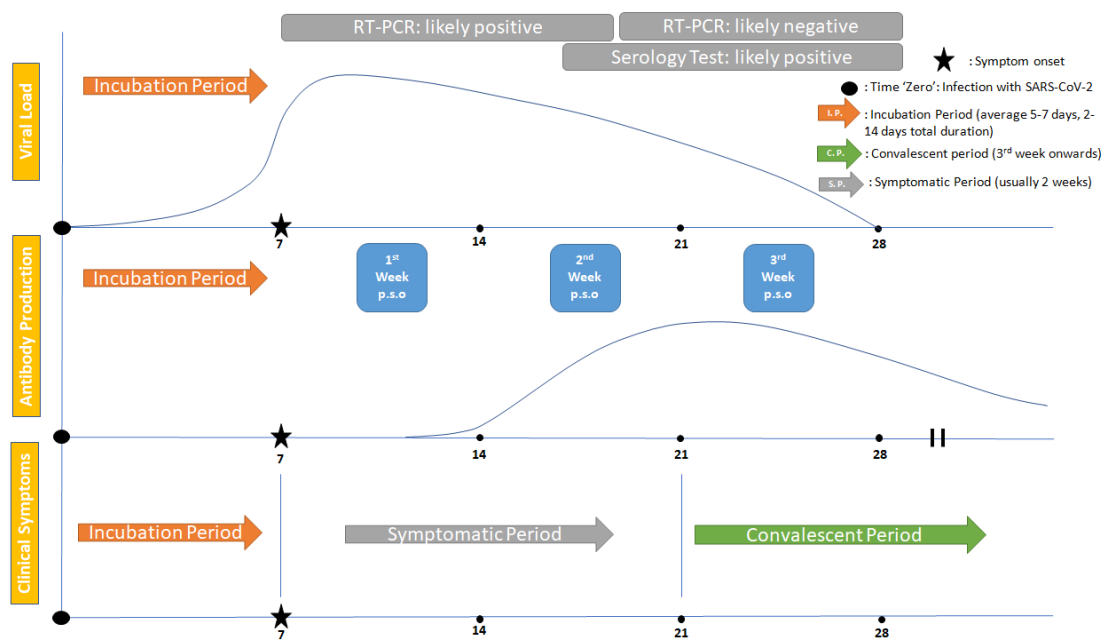 RT-PCR: likely positive
RT-PCR: likely negative
Serology Test: likely positive
: Symptom onset
: Time ‘Zero’: Infection with SARS-CoV-2
I. P.
: Incubation Period (average 5-7 days, 2-
14 days total duration)
C. P.
: Convalescent period (3rd week onwards)
S. P.
: Symptomatic Period (usually 2 weeks)
Viral Load
Incubation Period
7
14
21
28
Antibody Production
Incubation Period
1st
Week
p.s.o
2nd
Week
p.s.o
3rd
Week
p.s.o
7
14
21
28
Clinical Symptoms
Incubation Period
Symptomatic Period
Convalescent Period
7
14
21
28